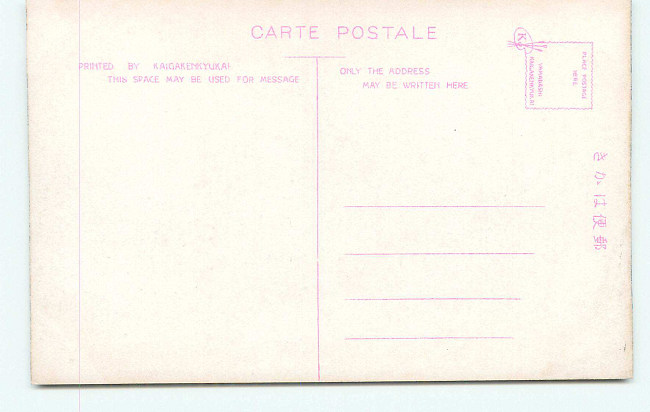 CARTE POSTALE
PRINTED BY KAIGAKENKYUKAI
THIS SPACE MAY BE USED FOR MESSAGE
ONLY THE ADDRESS
MAY BE WRITTEN HERE
K
PLACE POSTAGE
HERE
KAIGAKENKYUKAI
きかは便郵